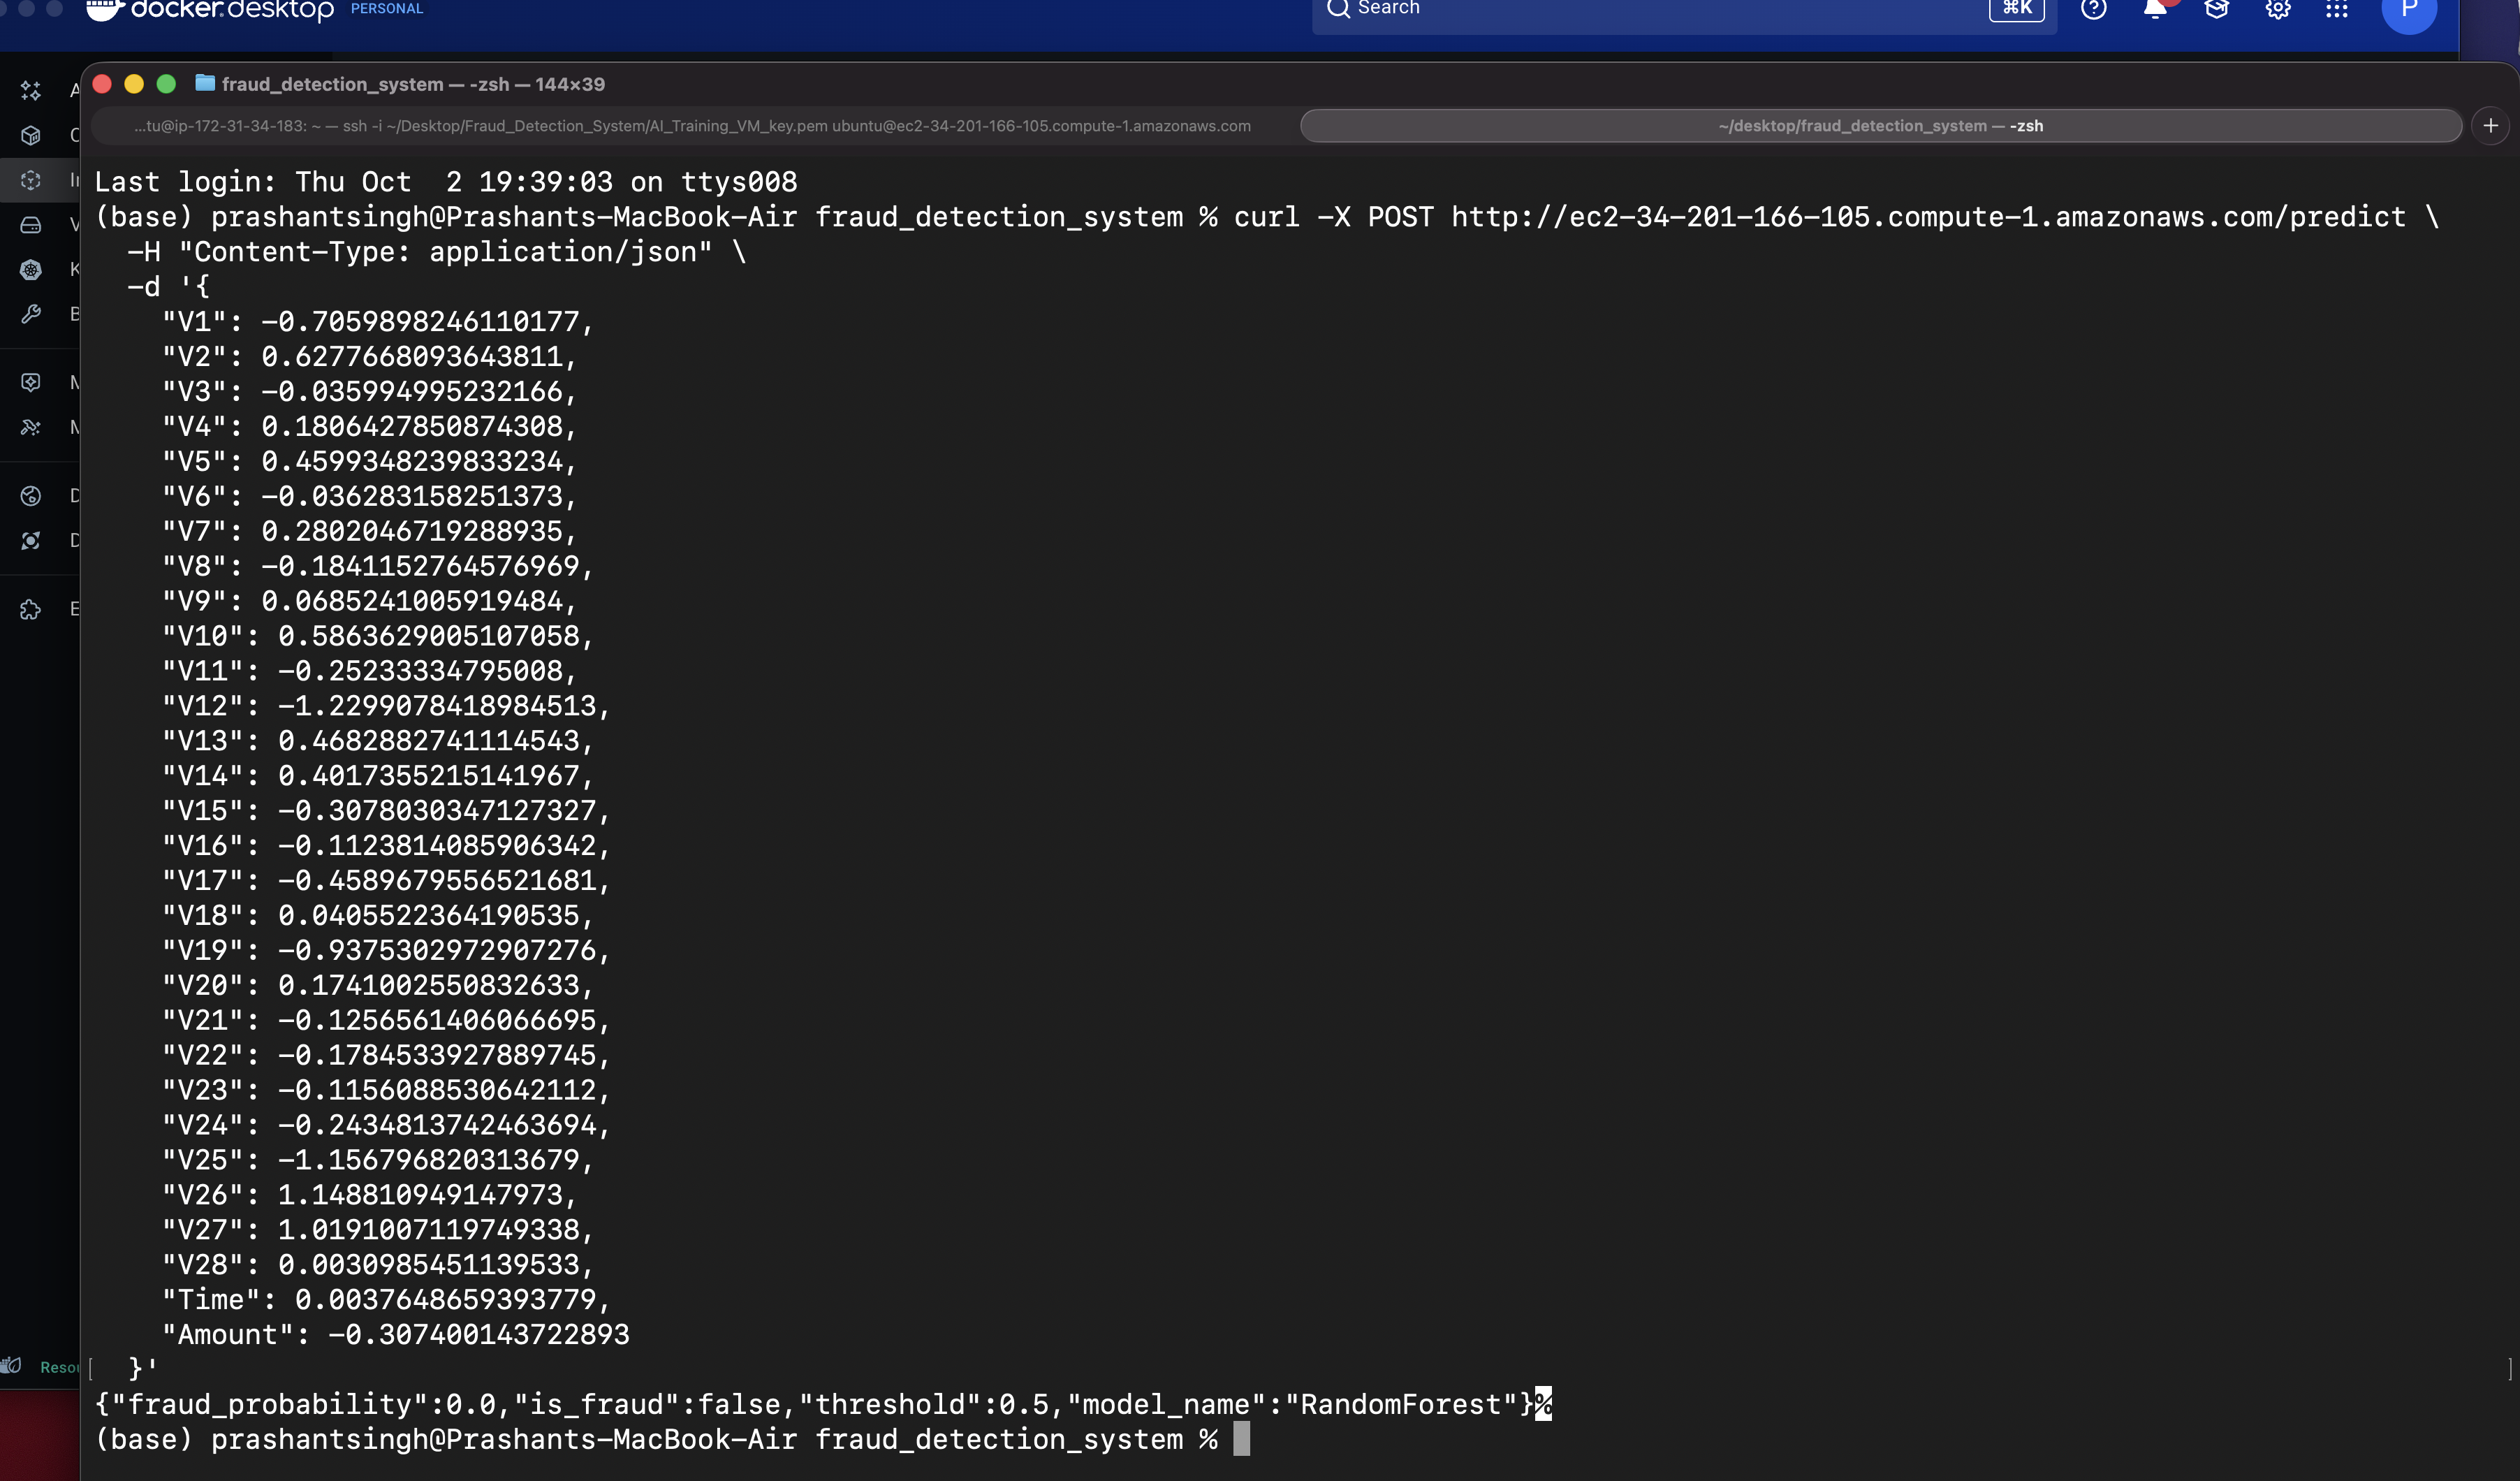 docker.desktop PERSONAL
Search
⌘K
P
fraud_detection_system — -zsh — 144×39
...tu@ip-172-31-34-183: ~ — ssh -i ~/Desktop/Fraud_Detection_System/AI_Training_VM_key.pem ubuntu@ec2-34-201-166-105.compute-1.amazonaws.com
~/desktop/fraud_detection_system — -zsh
Last login: Thu Oct  2 19:39:03 on ttys008
(base) prashantsingh@Prashants-MacBook-Air fraud_detection_system % curl -X POST http://ec2-34-201-166-105.compute-1.amazonaws.com/predict \
  -H "Content-Type: application/json" \
  -d '{
    "V1": -0.7059898246110177,
    "V2": 0.6277668093643811,
    "V3": -0.035994995232166,
    "V4": 0.1806427850874308,
    "V5": 0.4599348239833234,
    "V6": -0.036283158251373,
    "V7": 0.2802046719288935,
    "V8": -0.1841152764576969,
    "V9": 0.0685241005919484,
    "V10": 0.5863629005107058,
    "V11": -0.25233334795008,
    "V12": -1.2299078418984513,
    "V13": 0.4682882741114543,
    "V14": 0.4017355215141967,
    "V15": -0.3078030347127327,
    "V16": -0.1123814085906342,
    "V17": -0.4589679556521681,
    "V18": 0.0405522364190535,
    "V19": -0.9375302972907276,
    "V20": 0.1741002550832633,
    "V21": -0.1256561406066695,
    "V22": -0.1784533927889745,
    "V23": -0.1156088530642112,
    "V24": -0.2434813742463694,
    "V25": -1.156796820313679,
    "V26": 1.148810949147973,
    "V27": 1.0191007119749338,
    "V28": 0.0030985451139533,
    "Time": 0.0037648659393779,
    "Amount": -0.307400143722893
[  }' ]
{"fraud_probability":0.0,"is_fraud":false,"threshold":0.5,"model_name":"RandomForest"}%
(base) prashantsingh@Prashants-MacBook-Air fraud_detection_system %